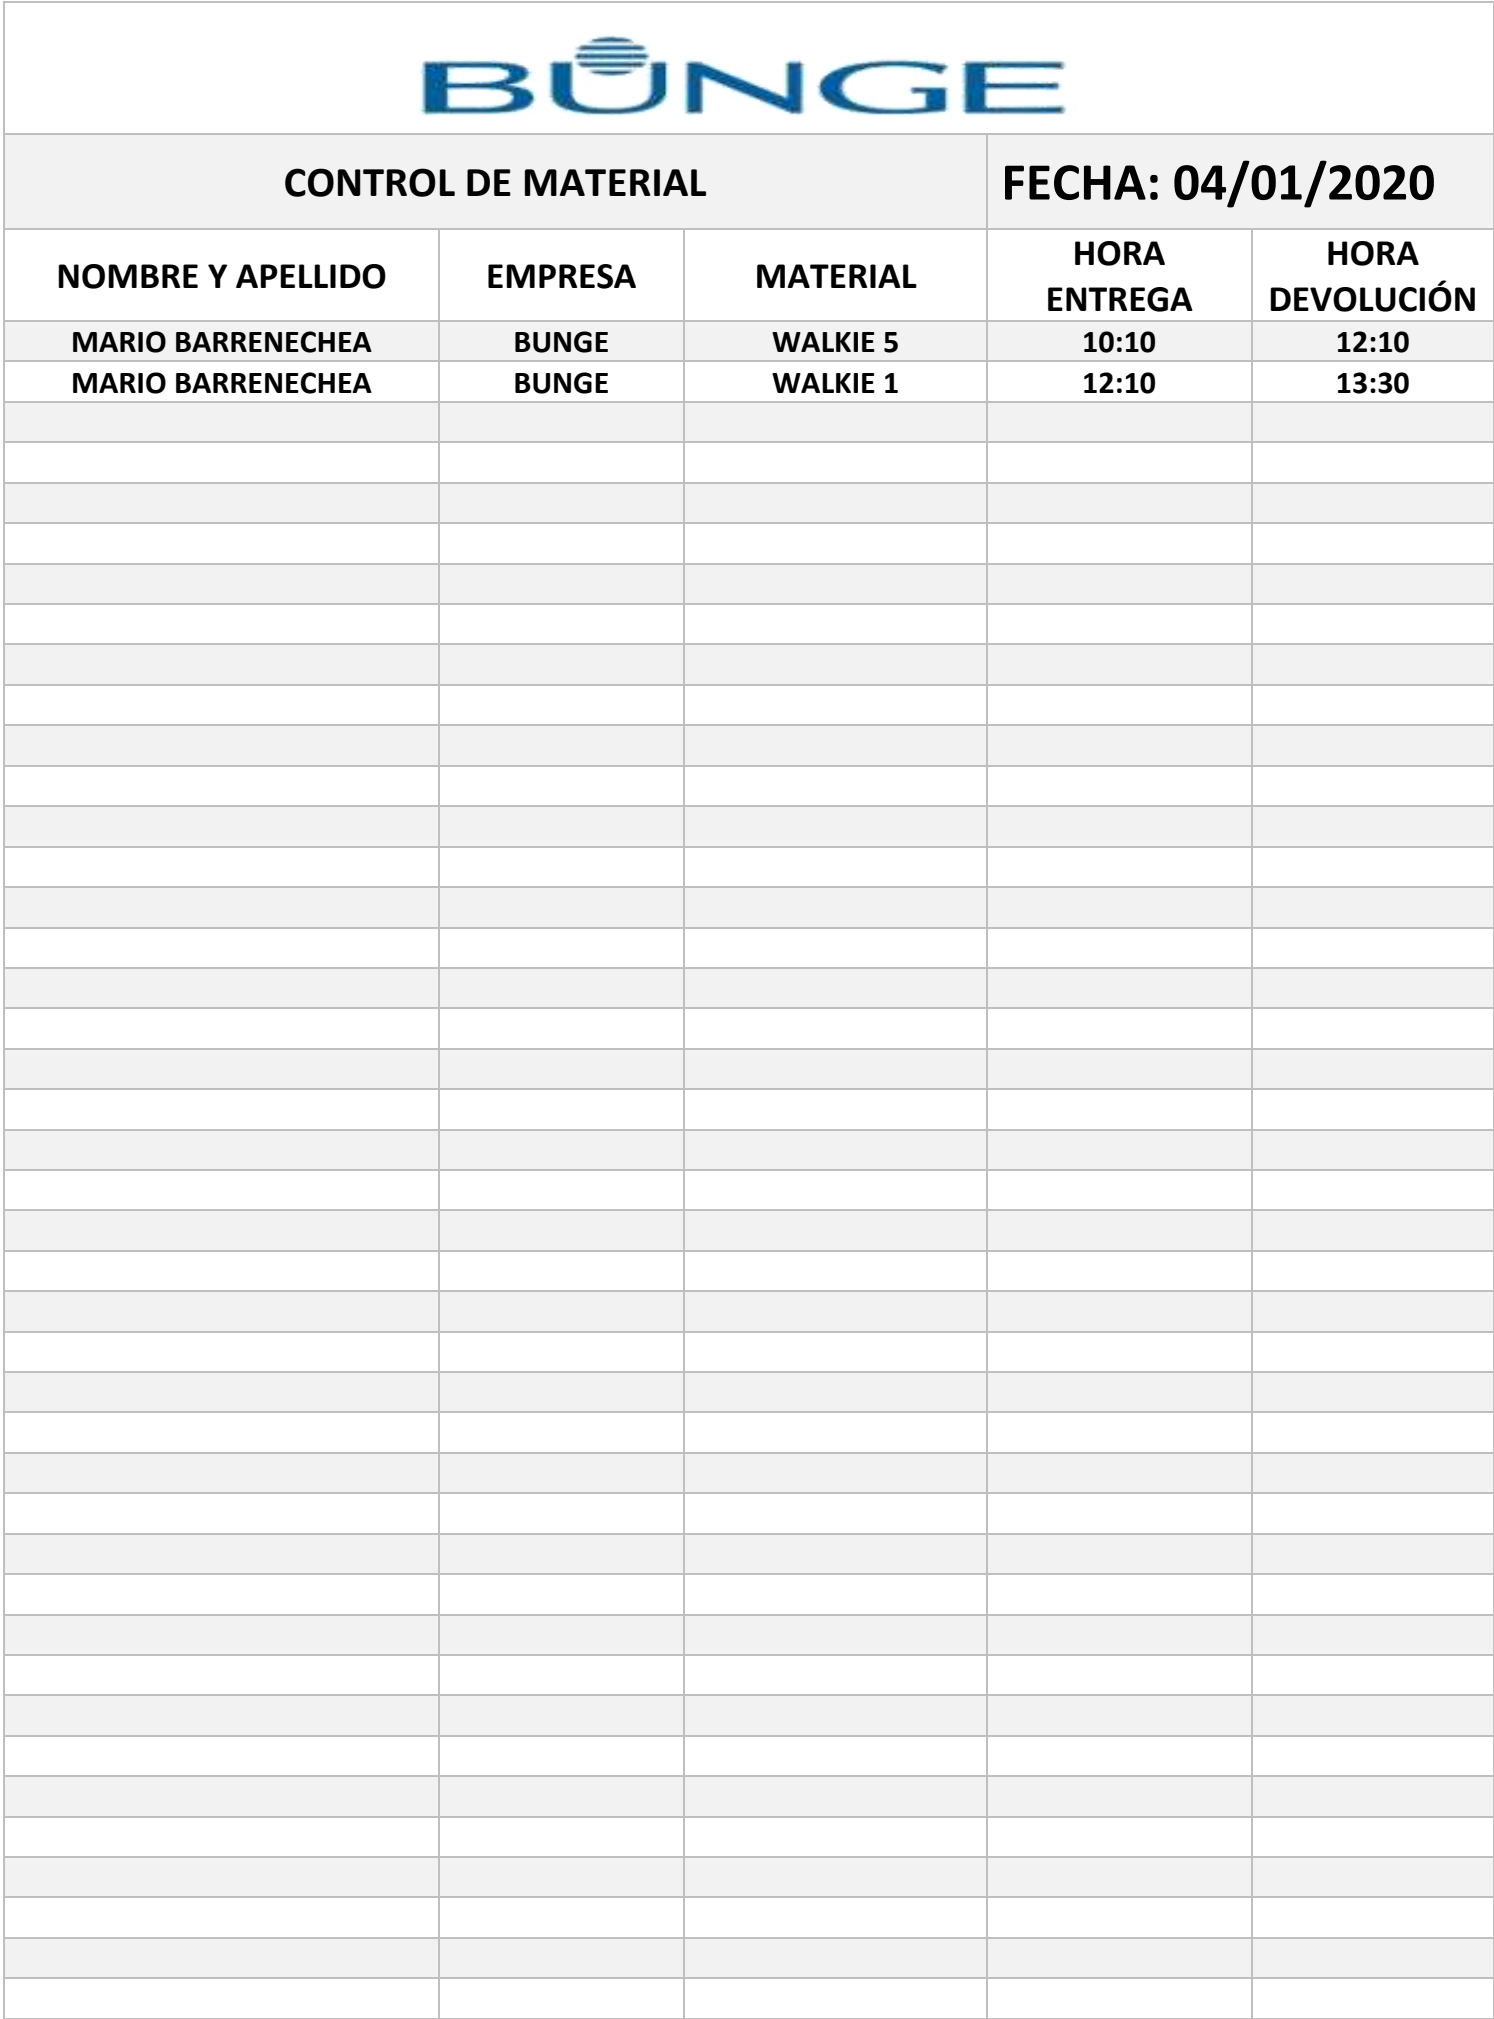 BUNGE
CONTROL DE MATERIAL
FECHA: 04/01/2020
NOMBRE Y APELLIDO
EMPRESA
MATERIAL
HORA
ENTREGA
HORA
DEVOLUCIÓN
MARIO BARRENECHEA BUNGE WALKIE 5 10:10 12:10
MARIO BARRENECHEA BUNGE WALKIE 1 12:10 13:30